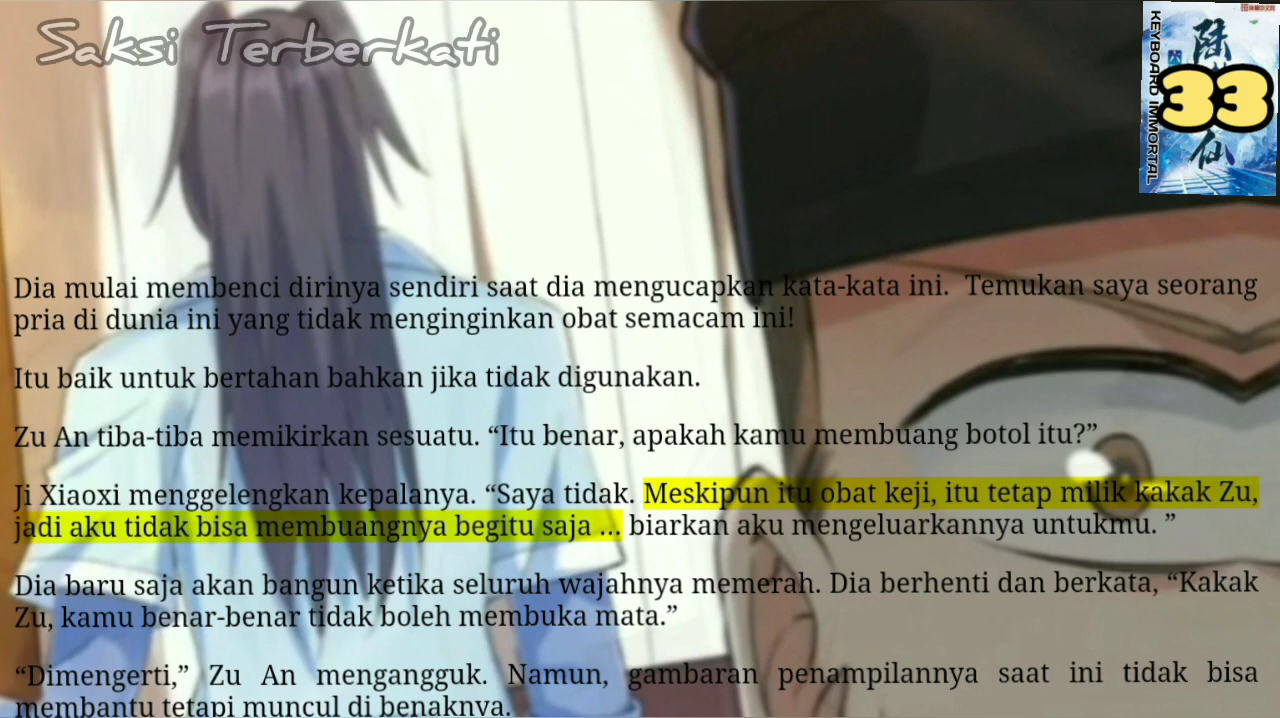 Saksi Terberkati
KEYBOARD IMMORTAL
33
仙
Dia mulai membenci dirinya sendiri saat dia mengucapkan kata-kata ini. Temukan saya seorang
pria di dunia ini yang tidak menginginkan obat semacam ini!
Itu baik untuk bertahan bahkan jika tidak digunakan.
Zu An tiba-tiba memikirkan sesuatu. “Itu benar, apakah kamu membuang botol itu?”
Ji Xiaoxi menggelengkan kepalanya. “Saya tidak. Meskipun itu obat keji, itu tetap milik kakak Zu,
jadi aku tidak bisa membuangnya begitu saja ... biarkan aku mengeluarkannya untukmu. ”
Dia baru saja akan bangun ketika seluruh wajahnya memerah. Dia berhenti dan berkata, “Kakak
Zu, kamu benar-benar tidak boleh membuka mata.”
“Dimengerti,” Zu An mengangguk. Namun, gambaran penampilannya saat ini tidak bisa
membantu tetapi muncul di benaknya.